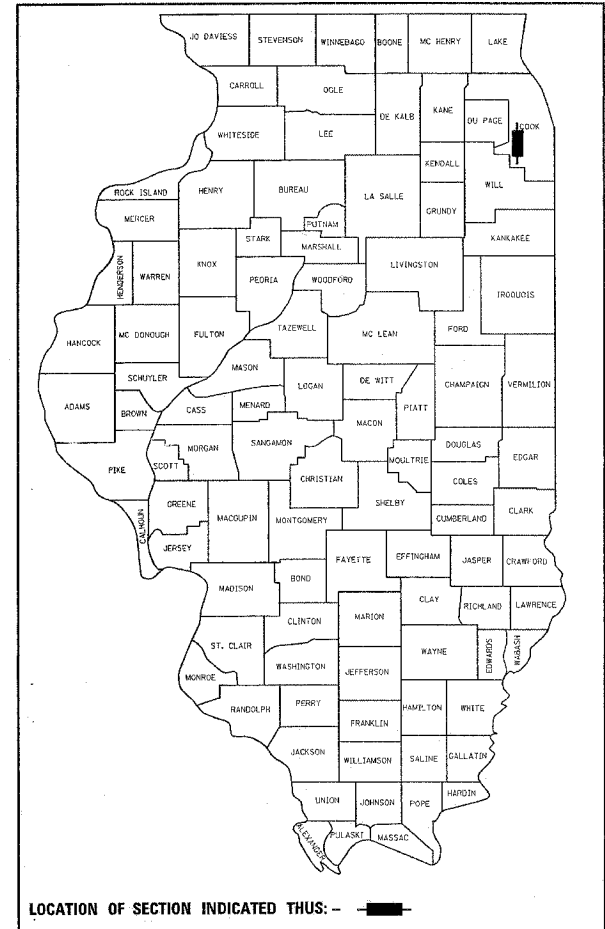 JO DAVIESS STEVENSON WINNEBAGO BOONE MC HENRY LAKE
CARROLL OGLE DE KALB KANE DU PAGE COOK
WHITESIDE LEE
KENDALL WILL
ROCK ISLAND HENRY BUREAU LA SALLE GRUNDY
MERCER PUTNAM
STARK MARSHALL KANKAKEE
HENDERSON WARREN KNOX PEORIA WOODFORD LIVINGSTON IROQUOIS
HANCOCK MC DONOUGH FULTON TAZEWELL MC LEAN FORD
MASON
SCHUYLER LOGAN DE WITT CHAMPAIGN VERMILION
ADAMS BROWN CASS MENARD MACON PIATT
PIKE SCOTT MORGAN SANGAMON MOULTRIE DOUGLAS EDGAR
CHRISTIAN COLES
CALHOUN GREENE MACOUPIN MONTGOMERY SHELBY CUMBERLAND CLARK
JERSEY FAYETTE EFFINGHAM JASPER CRAWFORD
MADISON BOND CLAY RICHLAND LAWRENCE
CLINTON MARION
ST. CLAIR WAYNE EDWARDS WABASH
WASHINGTON JEFFERSON
MONROE
RANDOLPH PERRY HAMILTON WHITE
FRANKLIN
JACKSON WILLIAMSON SALINE GALLATIN
UNION JOHNSON POPE HARDIN
ALEXANDER PULASKI MASSAC
LOCATION OF SECTION INDICATED THUS: -